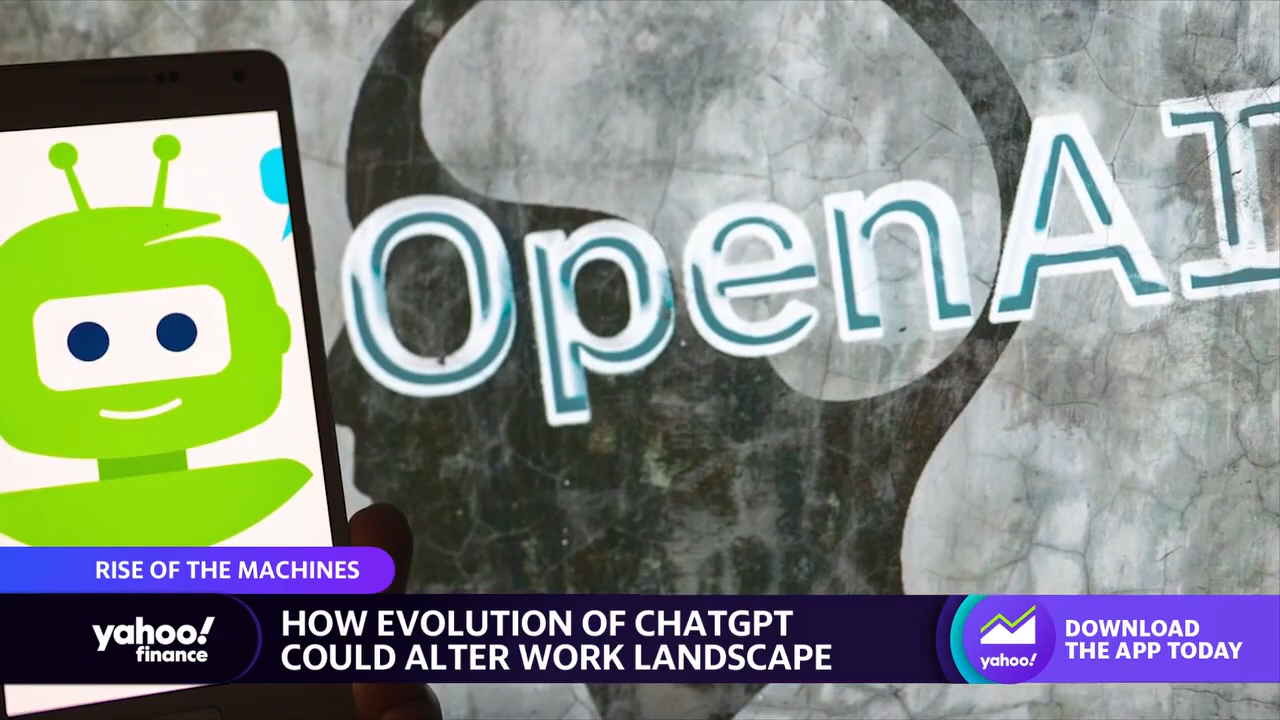 OpenAI
RISE OF THE MACHINES
yahoo!
finance
HOW EVOLUTION OF CHATGPT
COULD ALTER WORK LANDSCAPE
yahoo!
DOWNLOAD
THE APP TODAY